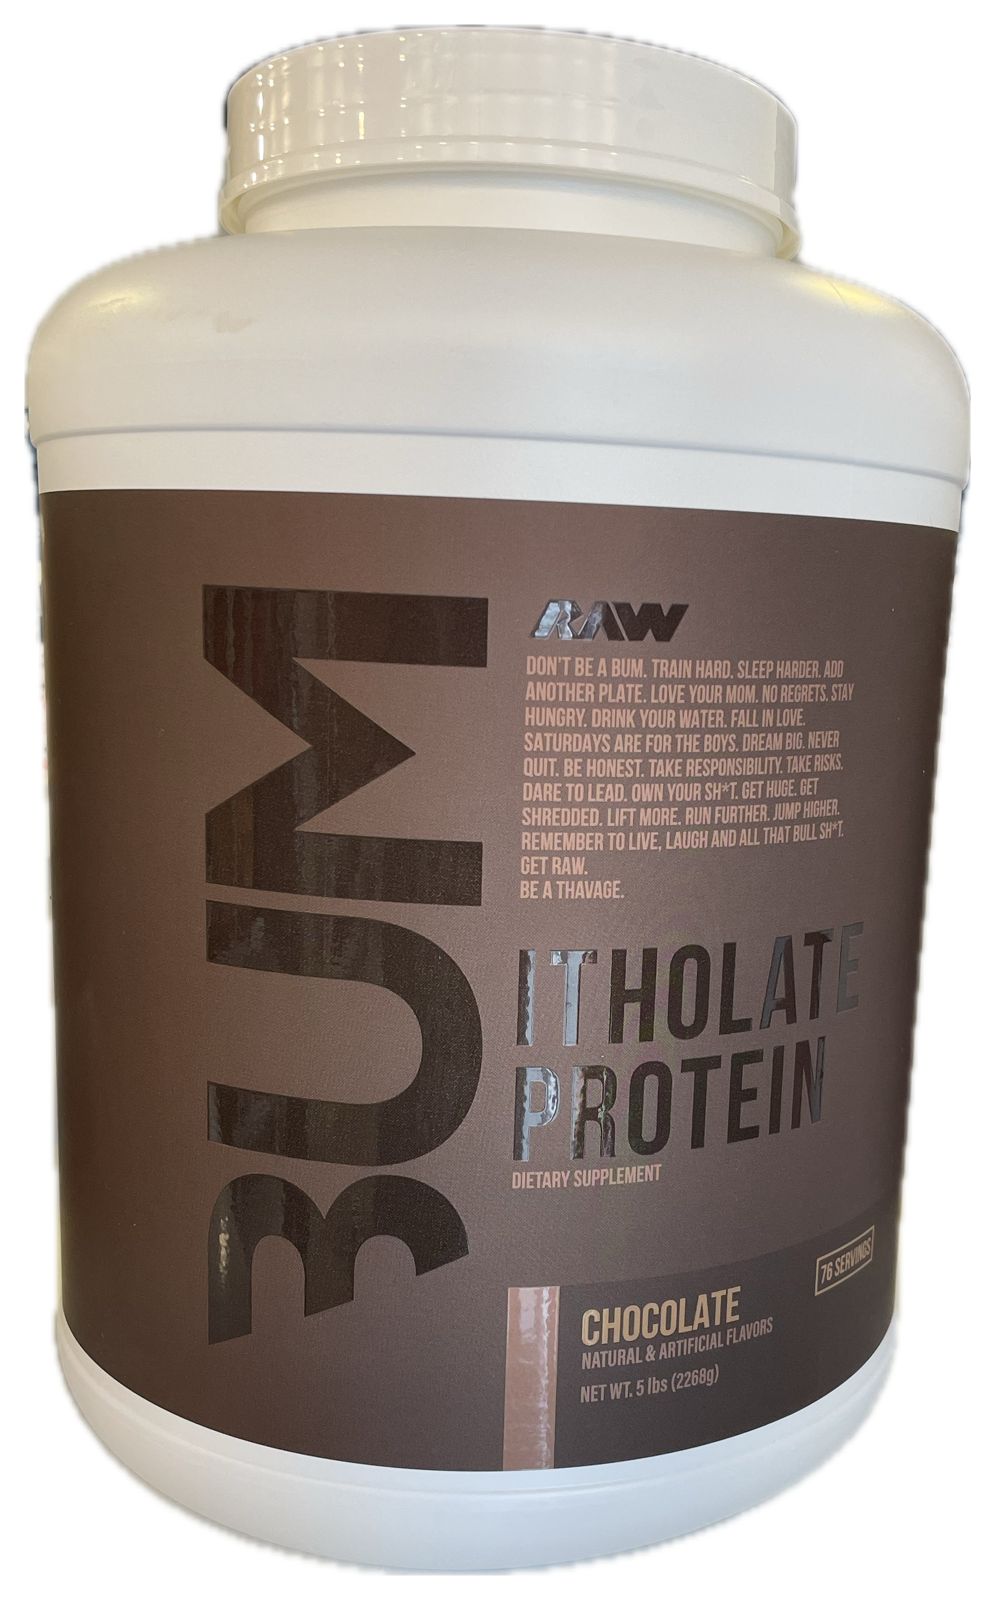 BUM
RAW
DON'T BE A BUM. TRAIN HARD. SLEEP HARDER. ADD
ANOTHER PLATE. LOVE YOUR MOM. NO REGRETS. STAY
HUNGRY. DRINK YOUR WATER. FALL IN LOVE.
SATURDAYS ARE FOR THE BOYS. DREAM BIG. NEVER
QUIT. BE HONEST. TAKE RESPONSIBILITY. TAKE RISKS.
DARE TO LEAD. OWN YOUR SH*T. GET HUGE. GET
SHREDDED. LIFT MORE. RUN FURTHER. JUMP HIGHER.
REMEMBER TO LIVE, LAUGH AND ALL THAT BULL SH*T.
GET RAW.
BE A THAVAGE.
ITHOLATE
PROTEIN
DIETARY SUPPLEMENT
76 SERVINGS
CHOCOLATE
NATURAL & ARTIFICIAL FLAVORS
NET WT. 5 lbs (2268g)